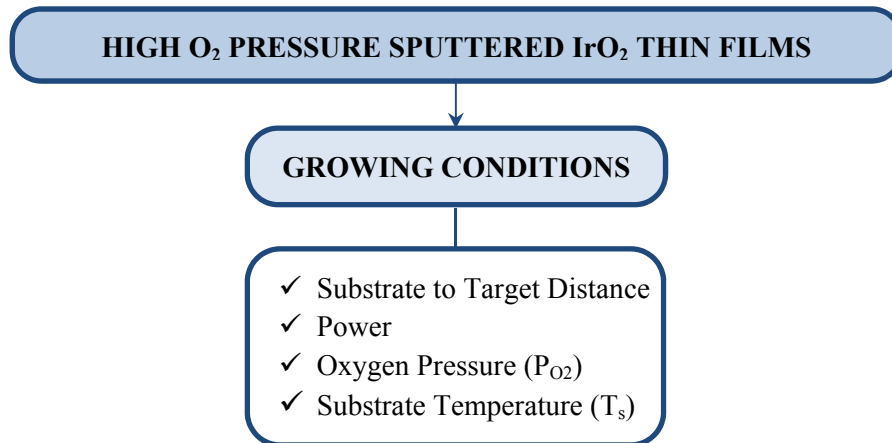 HIGH O₂ PRESSURE SPUTTERED IrO₂ THIN FILMS
GROWING CONDITIONS
✓ Substrate to Target Distance
✓ Power
✓ Oxygen Pressure (P_O2)
✓ Substrate Temperature (Tₛ)